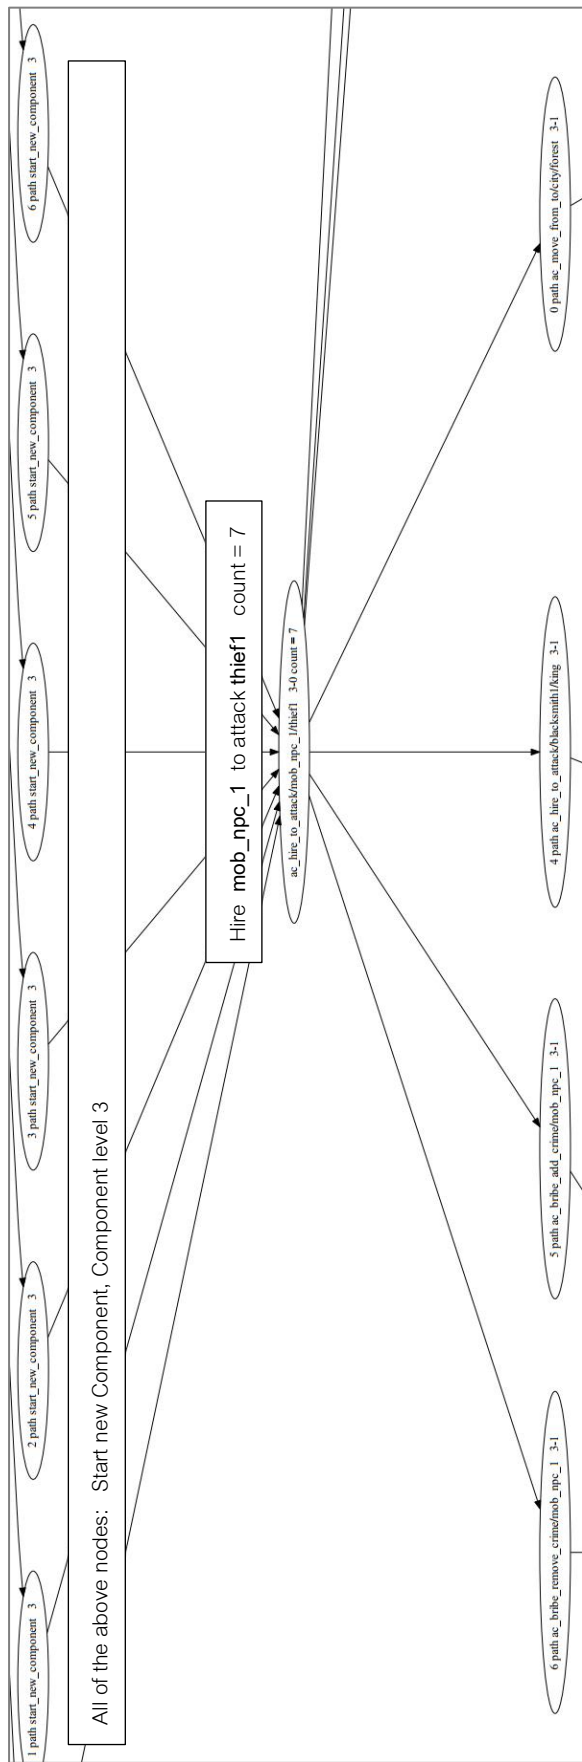 1 path start_new_component 3
2 path start_new_component 3
3 path start_new_component 3
4 path start_new_component 3
5 path start_new_component 3
6 path start_new_component 3
All of the above nodes: Start new Component, Component level 3
Hire mob_npc_1 to attack thief1 count = 7
ac_hire_to_attack/mob_npc_1/thief1 3-0 count = 7
6 path ac_bribe_remove_crime/mob_npc_1 3-1
5 path ac_bribe_add_crime/mob_npc_1 3-1
4 path ac_hire_to_attack/blacksmith1/king 3-1
0 path ac_move_from_to/city/forest 3-1